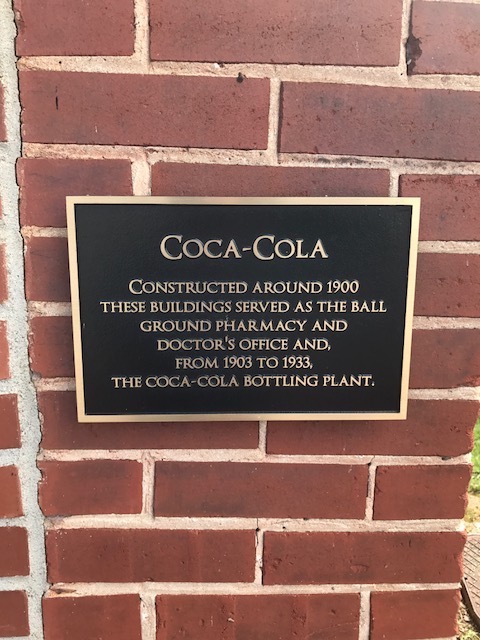 Coca-Cola
Constructed around 1900
these buildings served as the Ball
Ground Pharmacy and
Doctor's Office and,
from 1903 to 1933,
the Coca-Cola Bottling Plant.